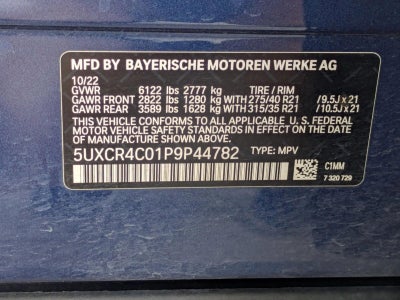 MFD BY BAYERISCHE MOTOREN WERKE AG
10/22
GVWR 6122 lbs 2777 kg TIRE / RIM
GAWR FRONT 2822 lbs 1280 kg WITH 275/40 R21 /9.5J x 21
GAWR REAR 3589 lbs 1628 kg WITH 315/35 R21 /10.5J x 21
THIS VEHICLE CONFORMS TO ALL APPLICABLE U. S. FEDERAL
MOTOR VEHICLE SAFETY STANDARDS IN EFFECT ON THE DATE
OF MANUFACTURE SHOWN ABOVE.
5UXCR4C01P9P44782 TYPE: MPV
C1MM
7 320 729